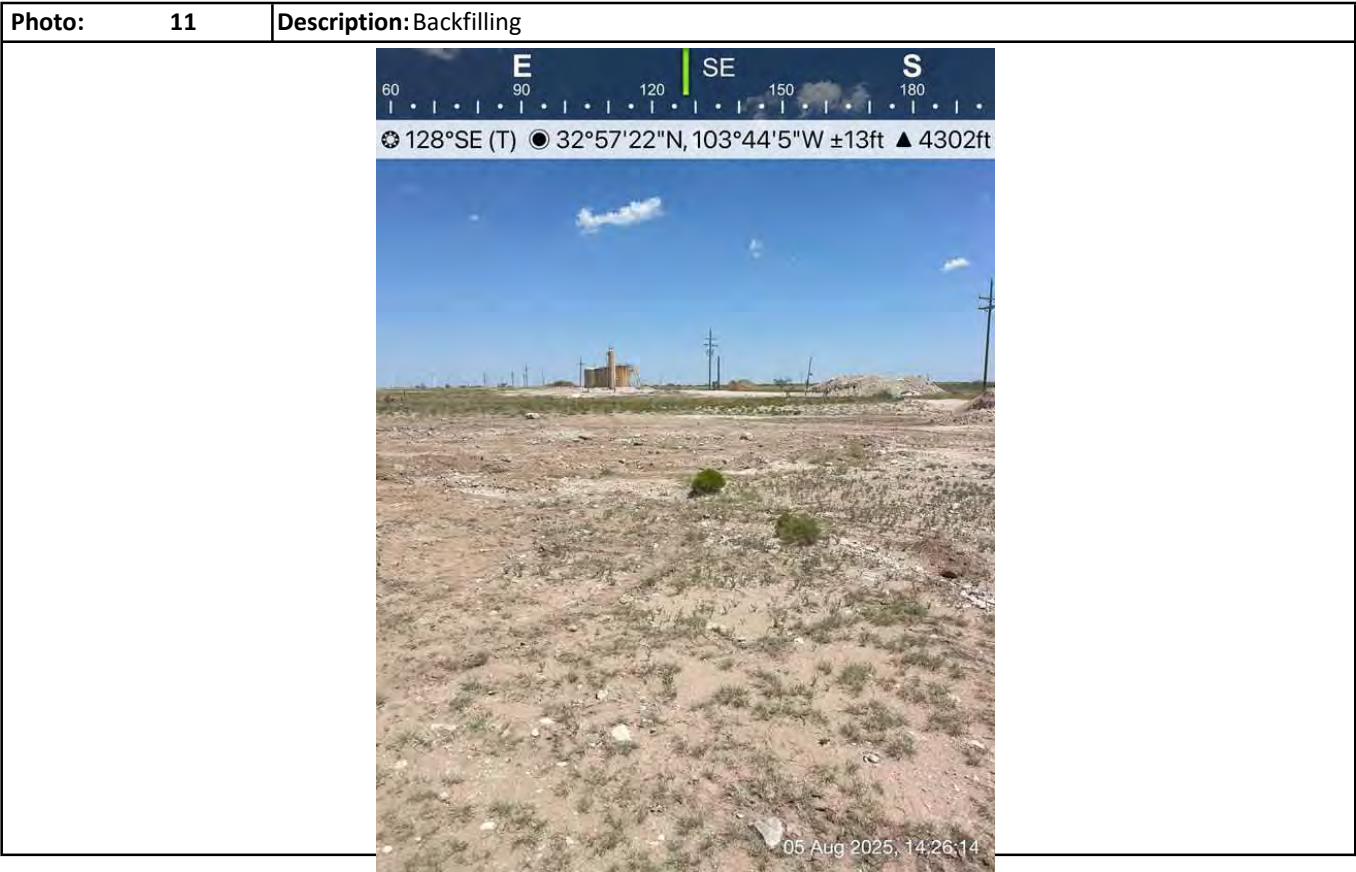 Photo: 11 Description: Backfilling
E SE S
60 90 120 150 180
128°SE (T) 32°57'22"N, 103°44'5"W ±13ft ▲ 4302ft
05 Aug 2025, 14:26:14